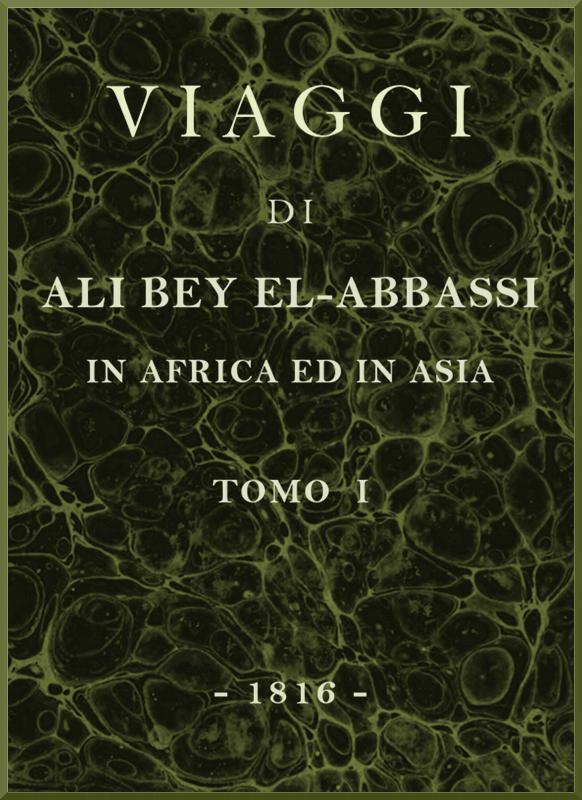 VIAGGI
DI
ALI BEY EL-ABBASSI
IN AFRICA ED IN ASIA
TOMO I
- 1816 -